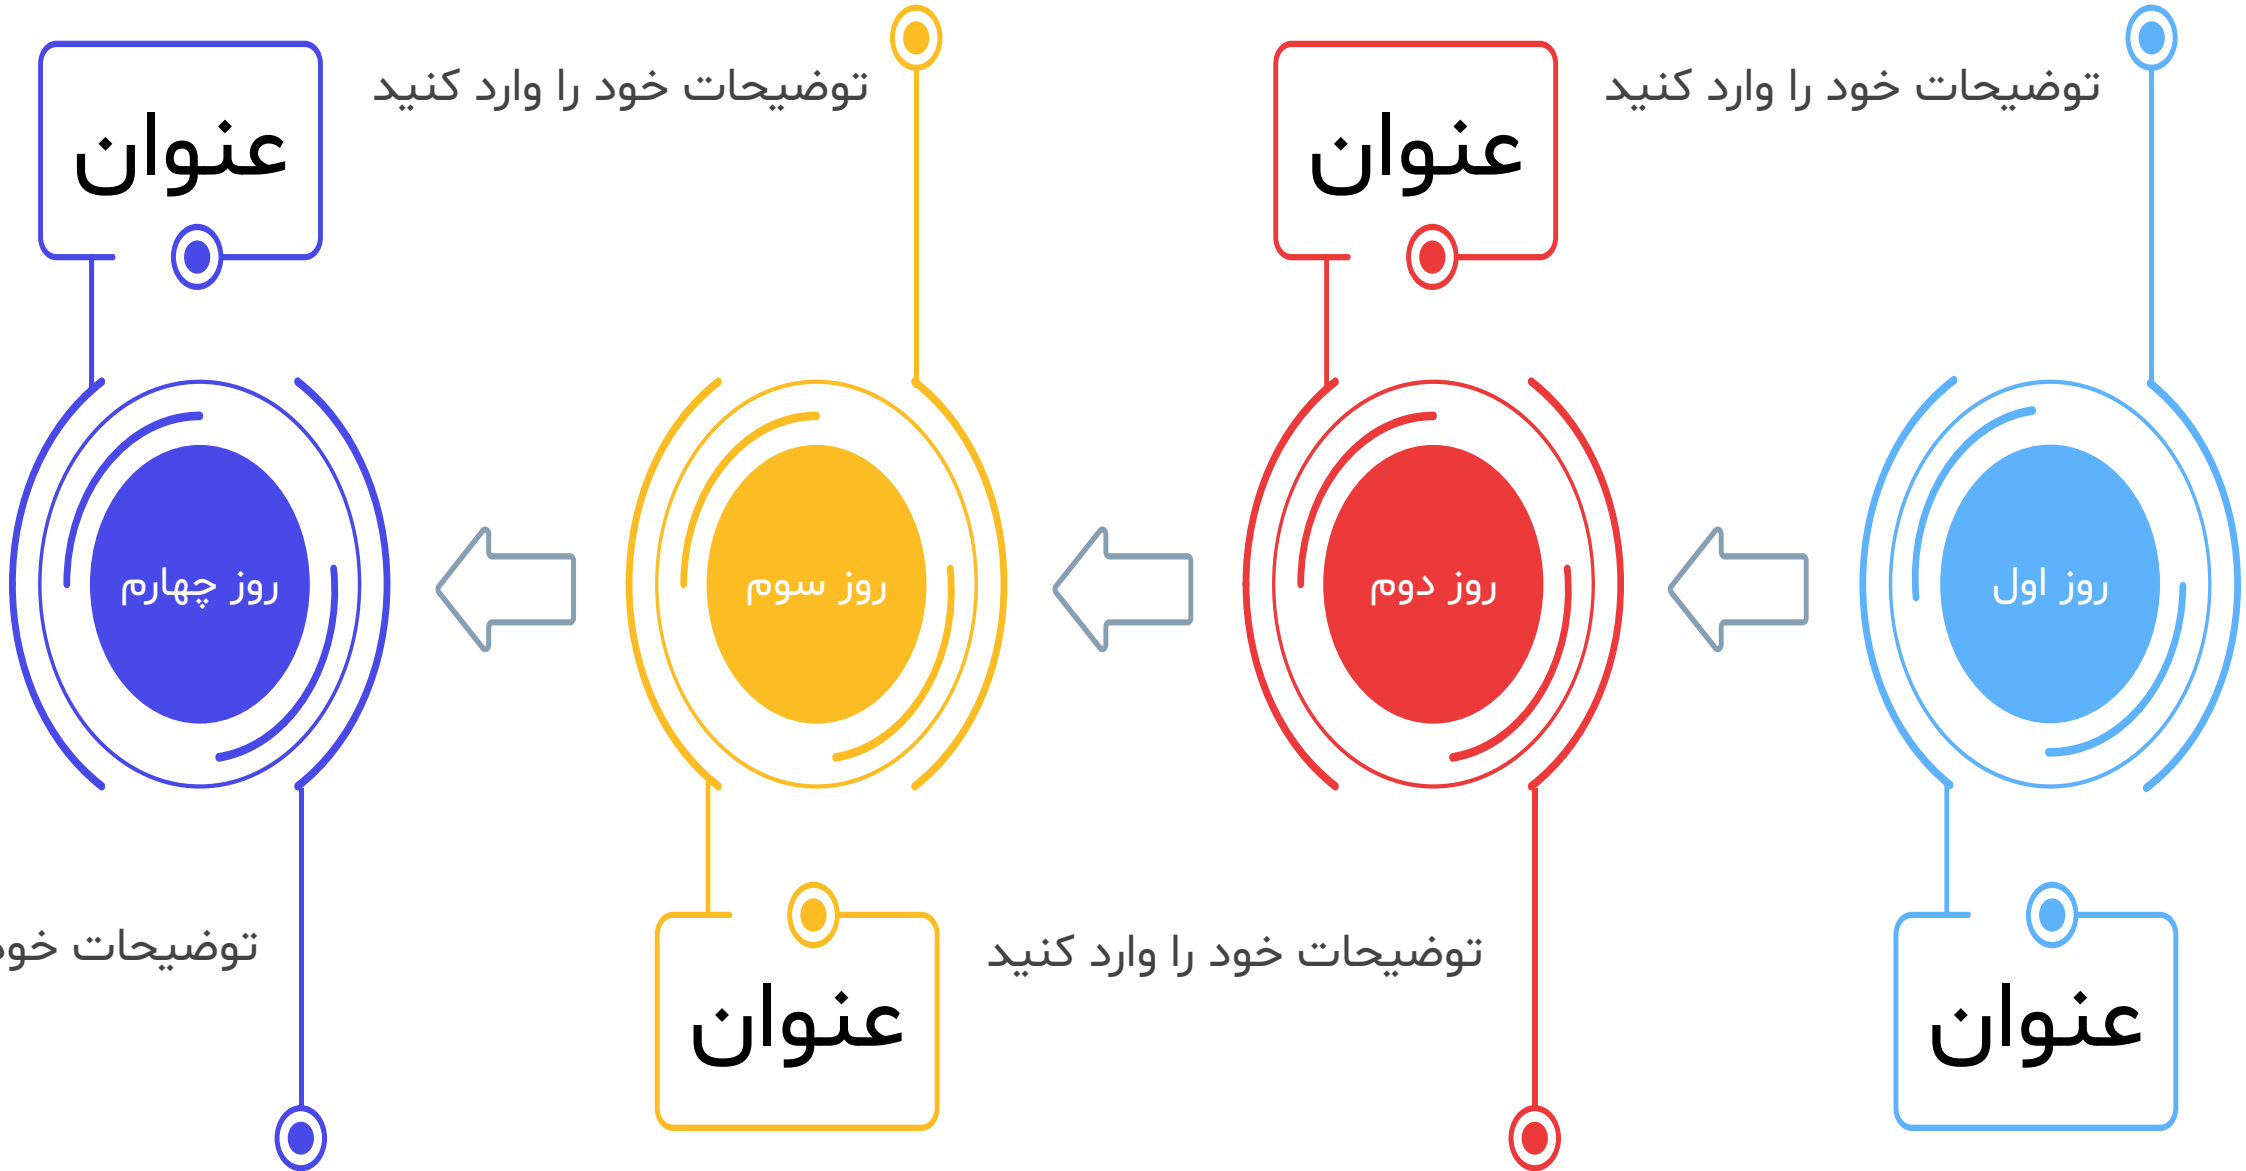 توضیحات خود را وارد کنید
روز اول
عنوان
عنوان
روز دوم
توضیحات خود را وارد کنید
توضیحات خود را وارد کنید
روز سوم
عنوان
عنوان
روز چهارم
توضیحات خود